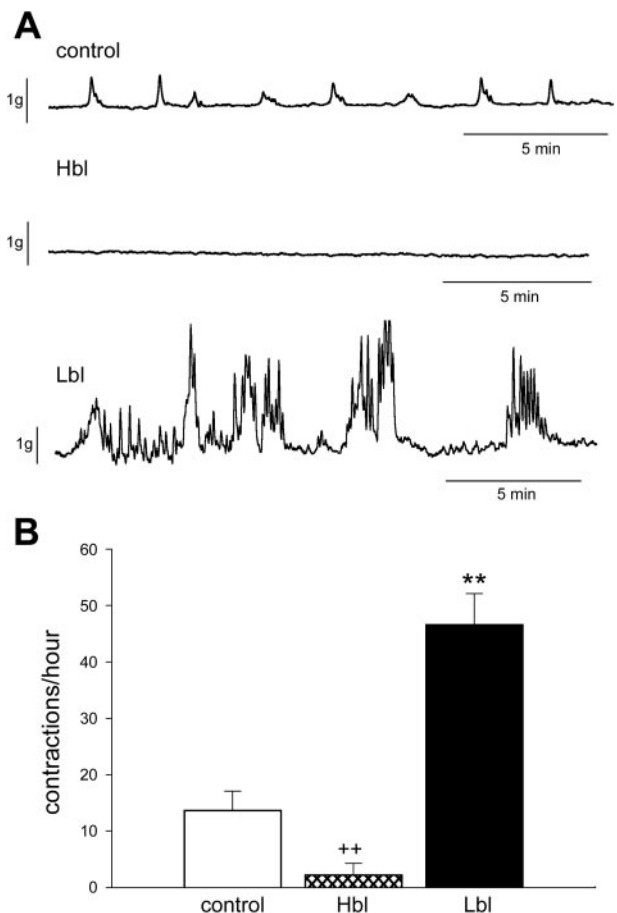 A
control
1g
5 min
Hbl
1g
5 min
Lbl
1g
5 min
B
60
50
40
30
20
10
0
contractions/hour
++
**
control Hbl Lbl